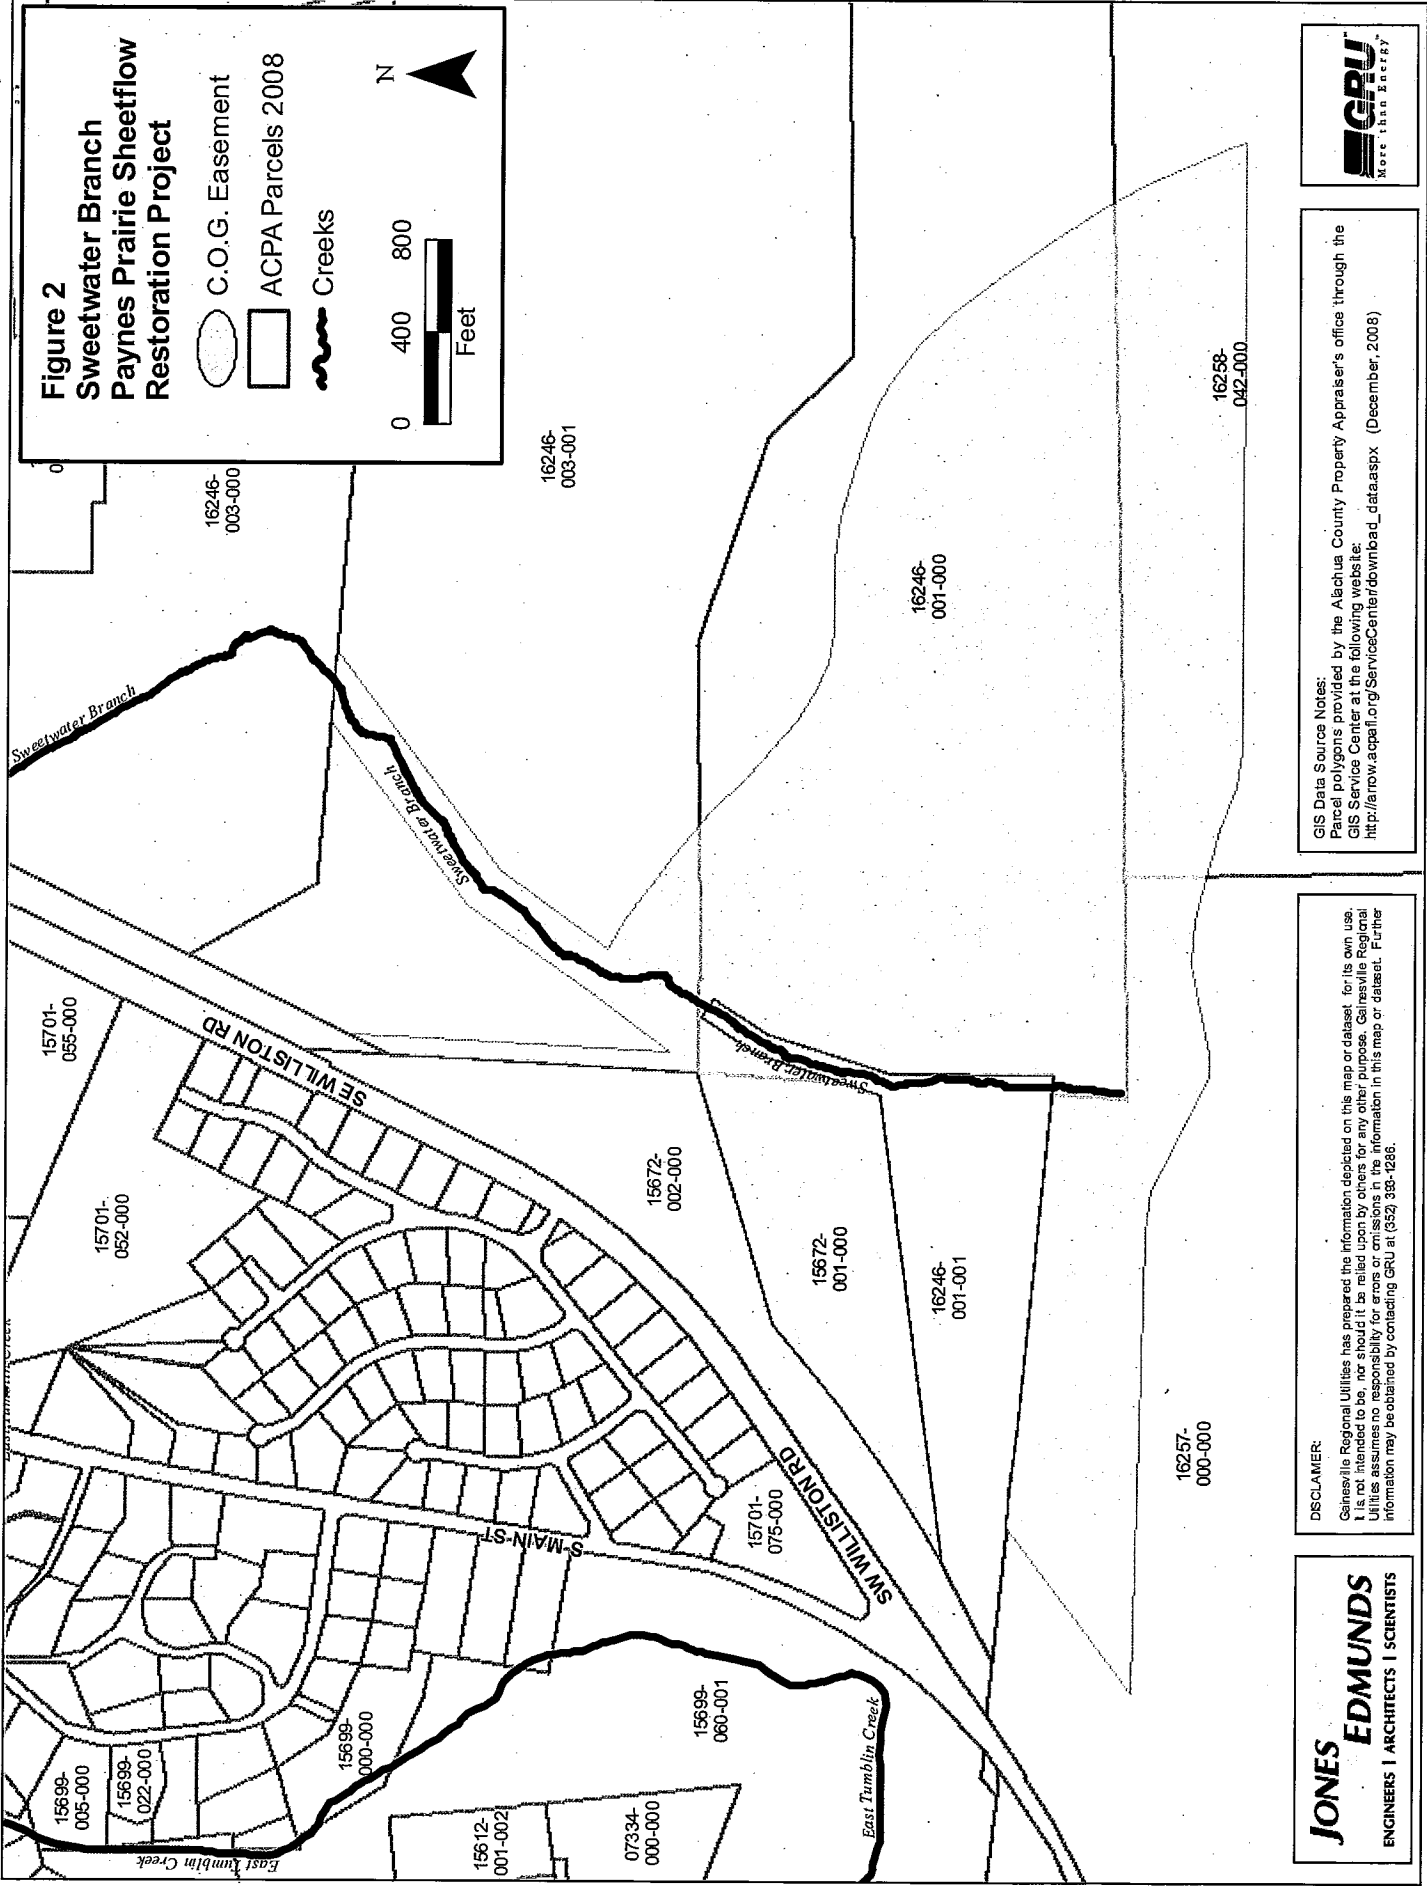 Figure 2
Sweetwater Branch
Paynes Prairie Sheetflow
Restoration Project
C.O.G. Easement
ACPA Parcels 2008
Creeks
N
0 400 800
Feet
Sweetwater Branch
16246-
003-000
16246-
003-001
15701-
055-000
SE WILLISTON RD
Sweetwater Branch
15701-
052-000
15672-
002-000
Sweetwater Branch
16246-
001-000
16258-
042-000
15672-
001-000
16246-
001-001
S MAIN ST
15701-
075-000
SW WILLISTON RD
16257-
000-000
15699-
005-000
15699-
022-000
15699-
000-000
15699-
060-001
East Tumblin Creek
East Tumblin Creek
15612-
001-002
07334-
000-000
JONES
EDMUNDS
ENGINEERS | ARCHITECTS | SCIENTISTS
DISCLAIMER:
Gainesville Regional Utilities has prepared the information depicted on this map or dataset for its own use.
It is not intended to be, nor should it be relied upon by others for any other purpose. Gainesville Regional
Utilities assumes no responsibility for errors or omissions in the information in this map or dataset. Further
information may be obtained by contacting GRU at (352) 393-1286.
GIS Data Source Notes:
Parcel polygons provided by the Alachua County Property Appraiser's office through the
GIS Service Center at the following website:
http://arrow.acpafl.org/ServiceCenter/download_data.aspx (December, 2008)
GRU
More than Energy